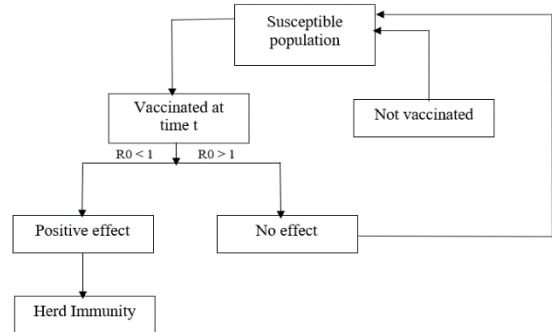 Susceptible
population
Vaccinated at
time t
Not vaccinated
R0 < 1
R0 > 1
Positive effect
No effect
Herd Immunity